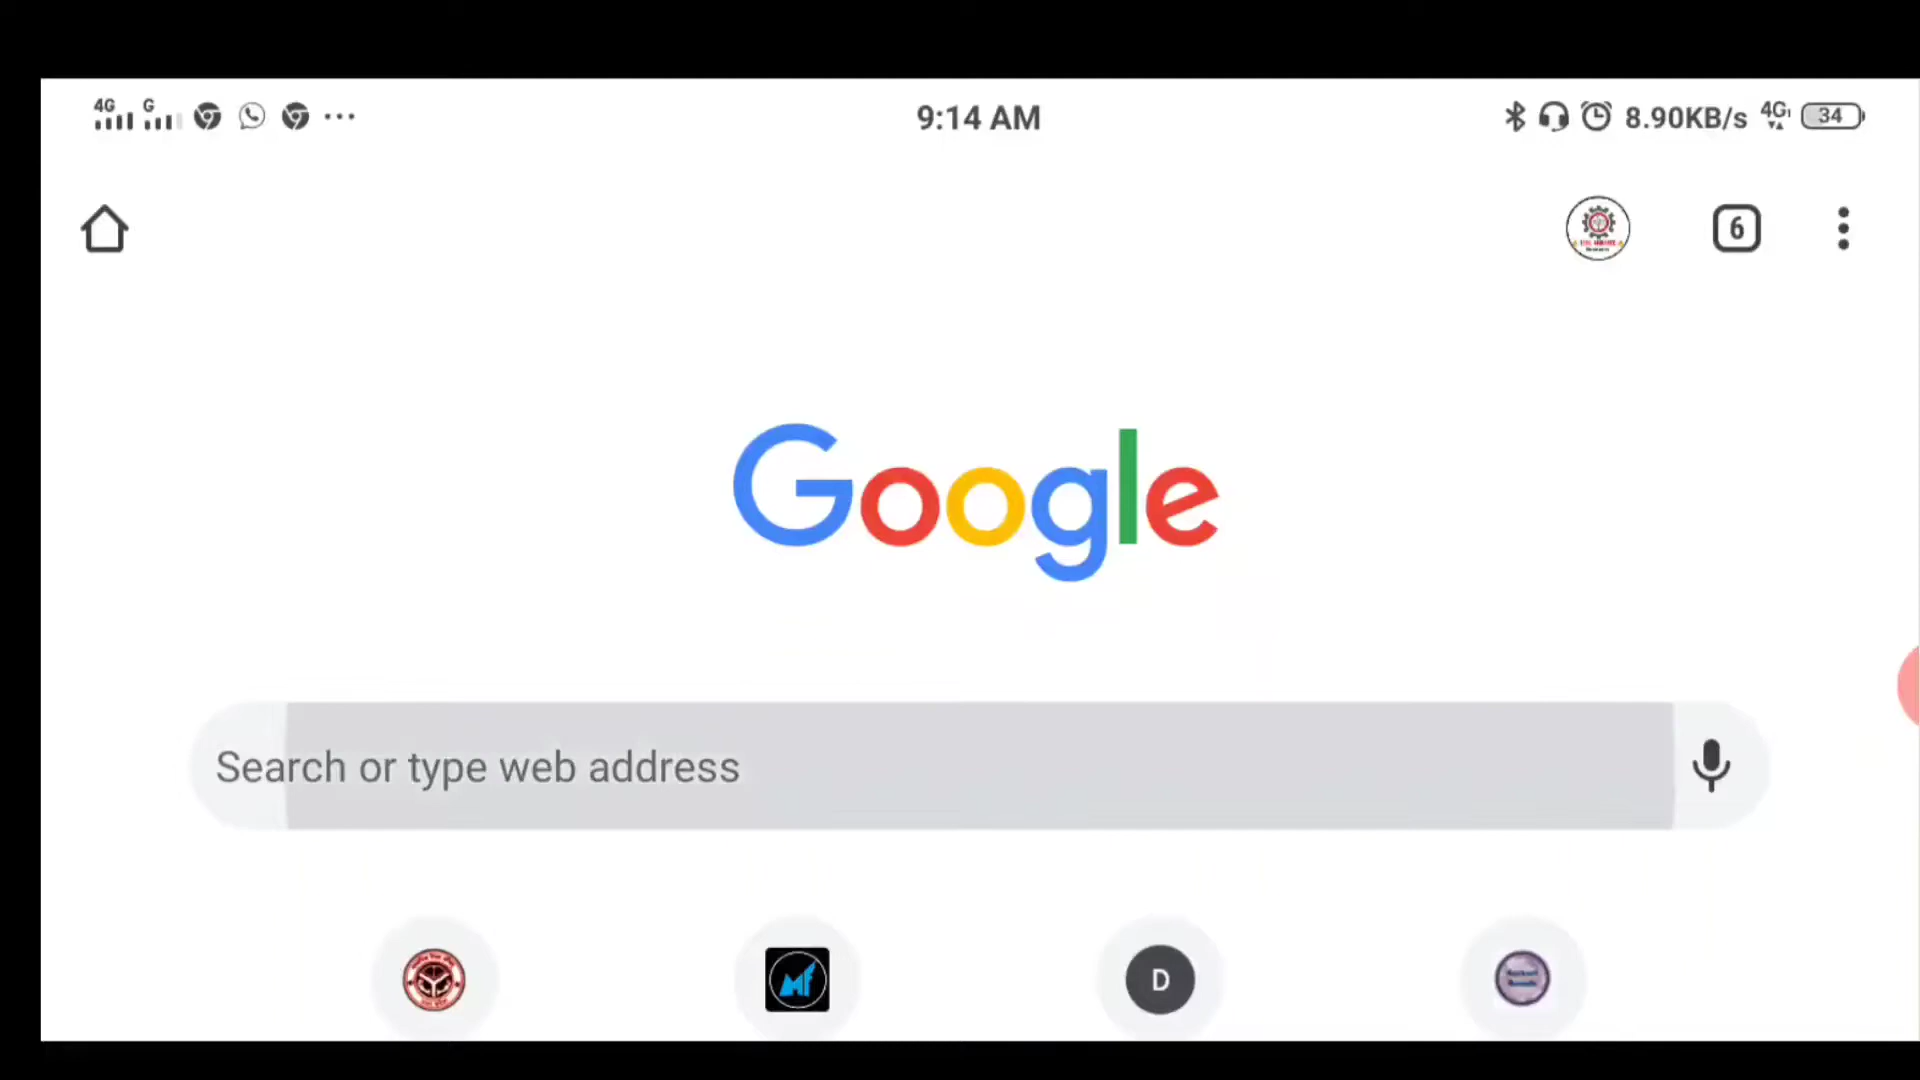 4G G 9:14 AM 8.90KB/s 4G 34
6
Google
Search or type web address
D